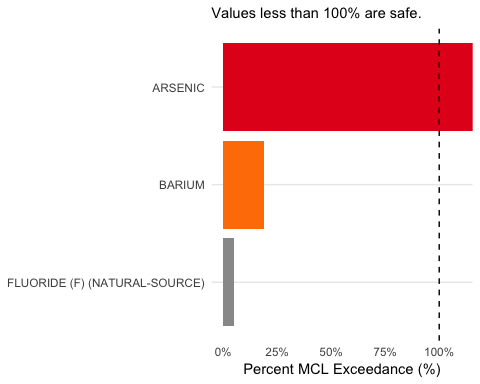 Values less than 100% are safe.
ARSENIC
BARIUM
FLUORIDE (F) (NATURAL-SOURCE)
0% 25% 50% 75% 100%
Percent MCL Exceedance (%)